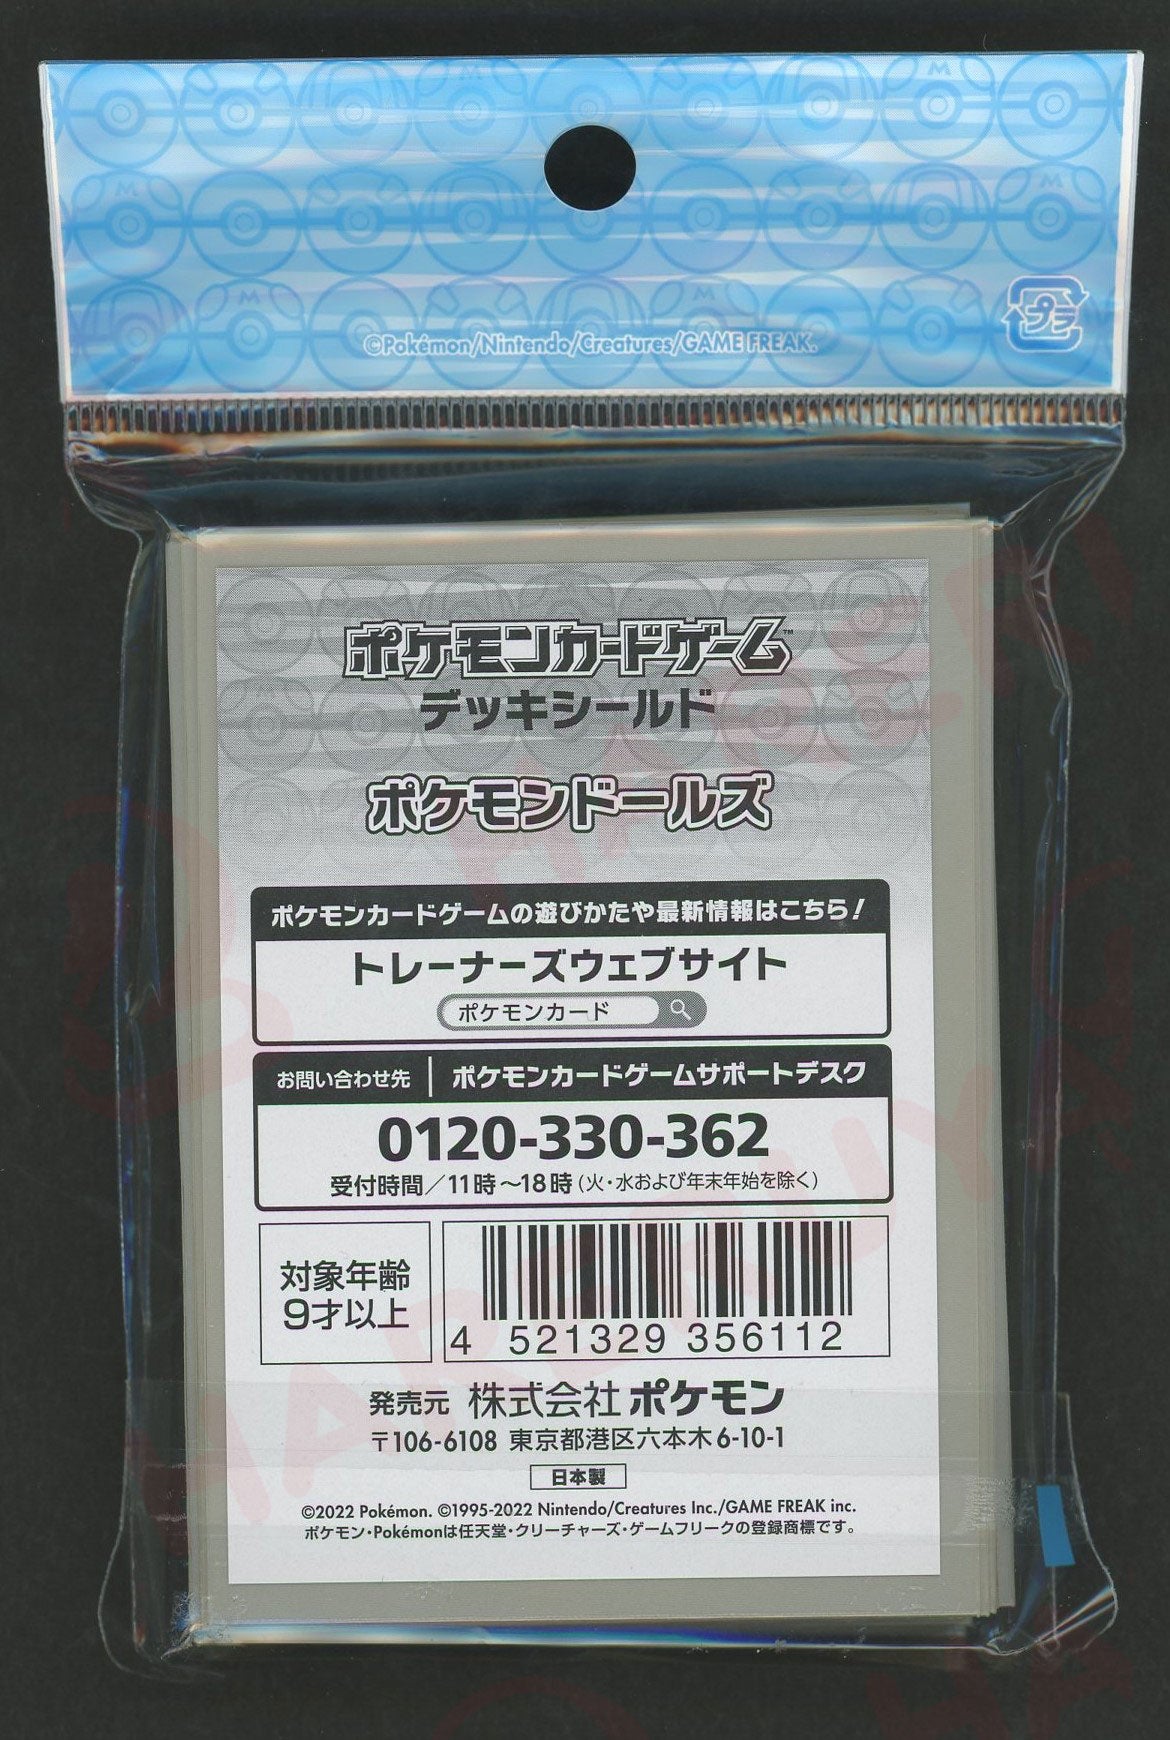 ©Pokémon/Nintendo/Creatures/GAME FREAK.
プラ
ポケモンカードゲーム™
デッキシールド
ポケモンドールズ
ポケモンカードゲームの遊びかたや最新情報はこちら！
トレーナーズウェブサイト
ポケモンカード
お問い合わせ先 ポケモンカードゲームサポートデスク
0120-330-362
受付時間／11時～18時（火・水および年末年始を除く）
対象年齢
9才以上
4 521329 356112
発売元 株式会社ポケモン
〒106-6108 東京都港区六本木6-10-1
日本製
©2022 Pokémon. ©1995-2022 Nintendo/Creatures Inc./GAME FREAK inc.
ポケモン・Pokémonは任天堂・クリーチャーズ・ゲームフリークの登録商標です。